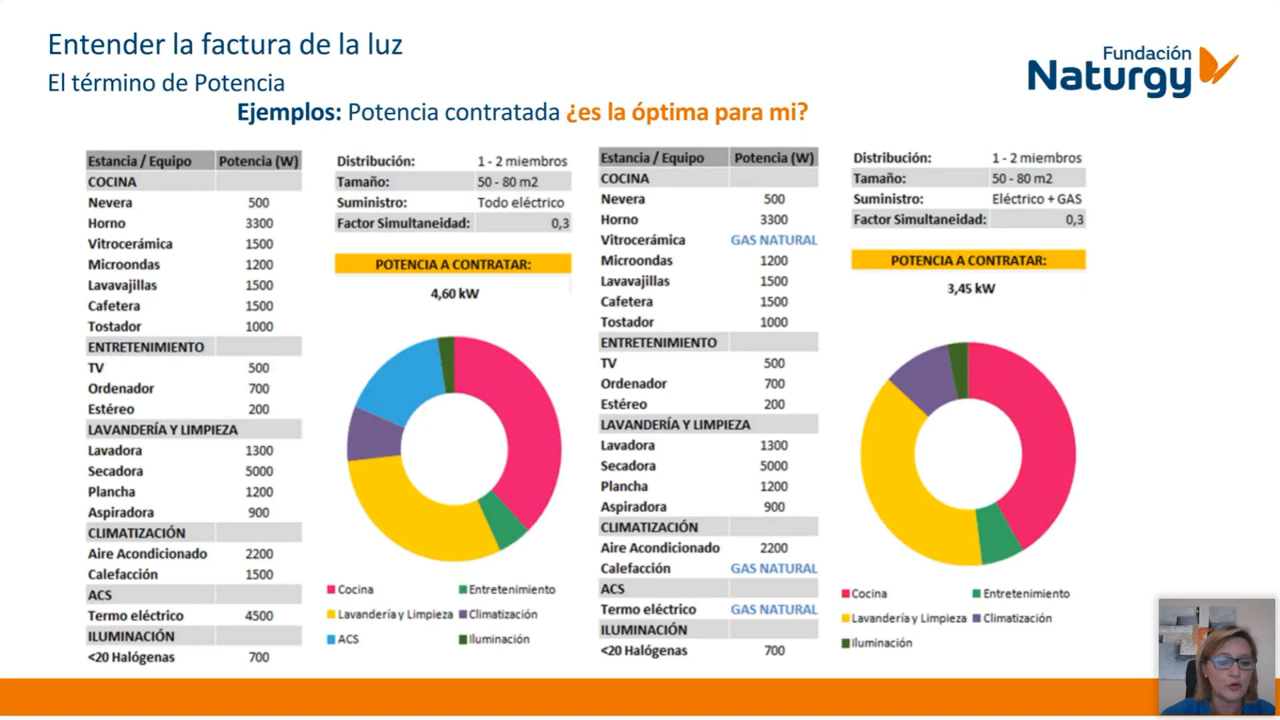 Entender la factura de la luz
El término de Potencia
Ejemplos: Potencia contratada ¿es la óptima para mi?
Fundación
Naturgy
Estancia / Equipo Potencia (W)
COCINA
Nevera 500
Horno 3300
Vitrocerámica 1500
Microondas 1200
Lavavajillas 1500
Cafetera 1500
Tostador 1000
ENTRETENIMIENTO
TV 500
Ordenador 700
Estéreo 200
LAVANDERÍA Y LIMPIEZA
Lavadora 1300
Secadora 5000
Plancha 1200
Aspiradora 900
CLIMATIZACIÓN
Aire Acondicionado 2200
Calefacción 1500
ACS
Termo eléctrico 4500
ILUMINACIÓN
<20 Halógenas 700
Distribución: 1 - 2 miembros
Tamaño: 50 - 80 m2
Suministro: Todo eléctrico
Factor Simultaneidad: 0,3
POTENCIA A CONTRATAR:
4,60 kW
Cocina Entretenimiento
Lavandería y Limpieza Climatización
ACS Iluminación
Estancia / Equipo Potencia (W)
COCINA
Nevera 500
Horno 3300
Vitrocerámica GAS NATURAL
Microondas 1200
Lavavajillas 1500
Cafetera 1500
Tostador 1000
ENTRETENIMIENTO
TV 500
Ordenador 700
Estéreo 200
LAVANDERÍA Y LIMPIEZA
Lavadora 1300
Secadora 5000
Plancha 1200
Aspiradora 900
CLIMATIZACIÓN
Aire Acondicionado 2200
Calefacción GAS NATURAL
ACS
Termo eléctrico GAS NATURAL
ILUMINACIÓN
<20 Halógenas 700
Distribución: 1 - 2 miembros
Tamaño: 50 - 80 m2
Suministro: Eléctrico + GAS
Factor Simultaneidad: 0,3
POTENCIA A CONTRATAR:
3,45 kW
Cocina Entretenimiento
Lavandería y Limpieza Climatización
Iluminación